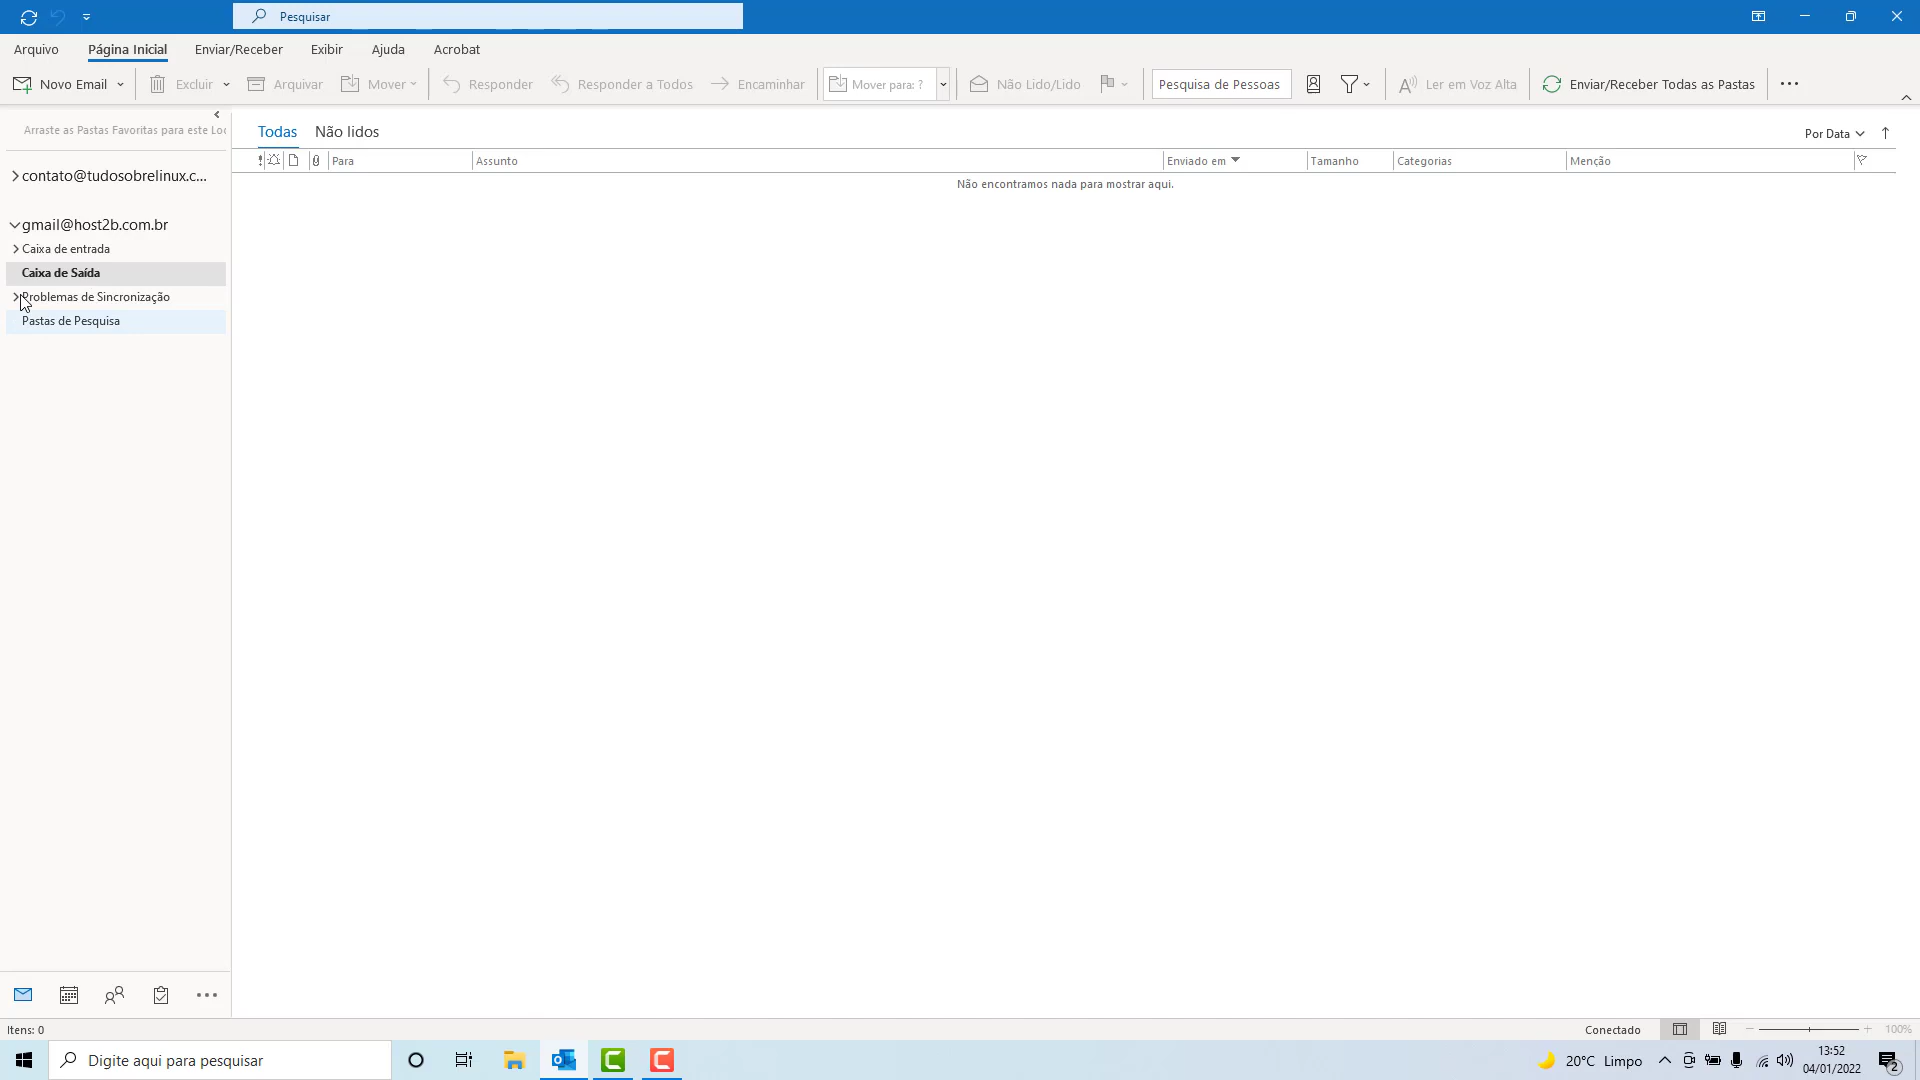 Pesquisar
Arquivo Página Inicial Enviar/Receber Exibir Ajuda Acrobat
Novo Email Excluir Arquivar Mover Responder Responder a Todos Encaminhar Mover para: ? Não Lido/Lido Pesquisa de Pessoas Ler em Voz Alta Enviar/Receber Todas as Pastas
Arraste as Pastas Favoritas para este
Todas Não lidos Por Data
! Para Assunto Enviado em Tamanho Categorias Menção
Não encontramos nada para mostrar aqui.
contato@tudosobrelinux.c...
gmail@host2b.com.br
Caixa de entrada
Caixa de Saída
Problemas de Sincronização
Pastas de Pesquisa
Itens: 0 Conectado 100%
Digite aqui para pesquisar 20°C Limpo 13:52
04/01/2022 2